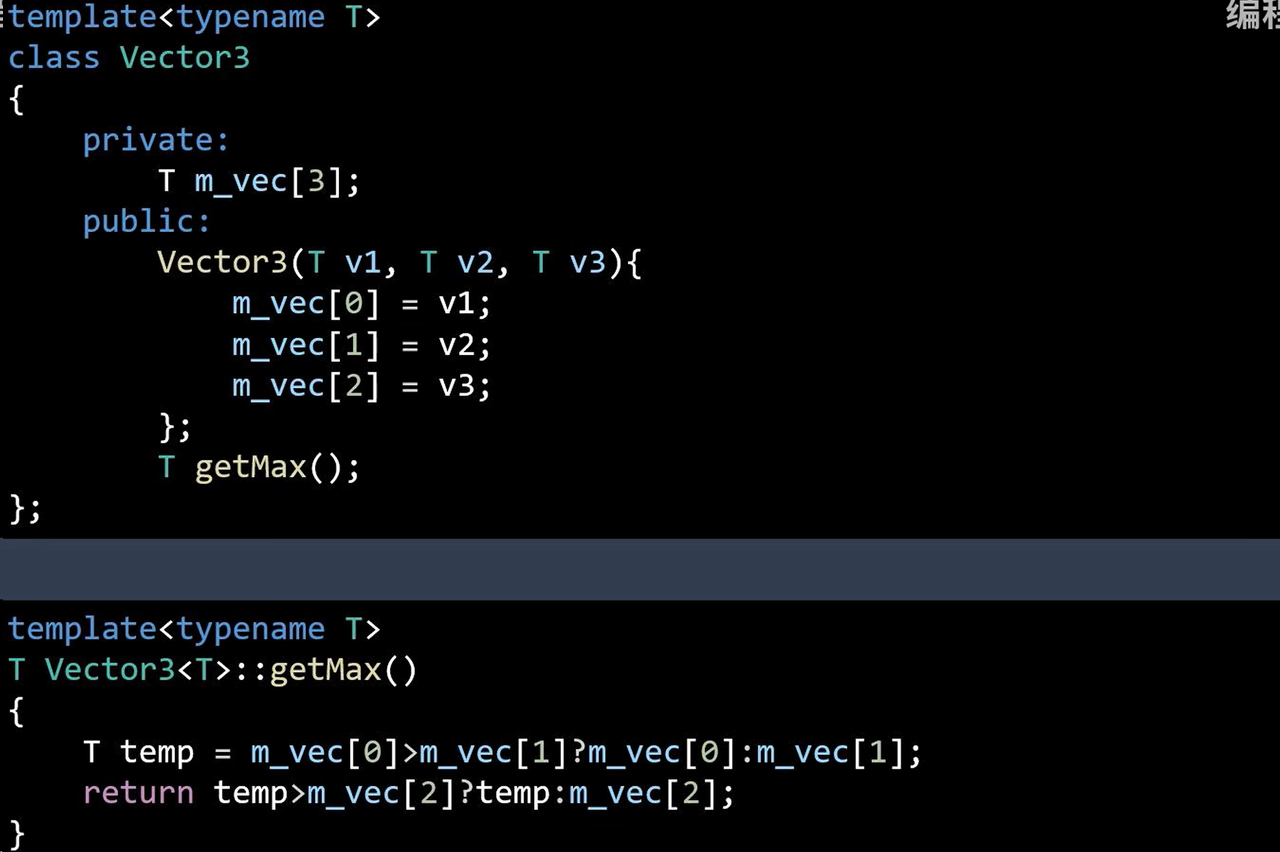 template<typename T>
编程
class Vector3
{
    private:
        T m_vec[3];
    public:
        Vector3(T v1, T v2, T v3){
            m_vec[0] = v1;
            m_vec[1] = v2;
            m_vec[2] = v3;
        };
        T getMax();
};
template<typename T>
T Vector3<T>::getMax()
{
    T temp = m_vec[0]>m_vec[1]?m_vec[0]:m_vec[1];
    return temp>m_vec[2]?temp:m_vec[2];
}